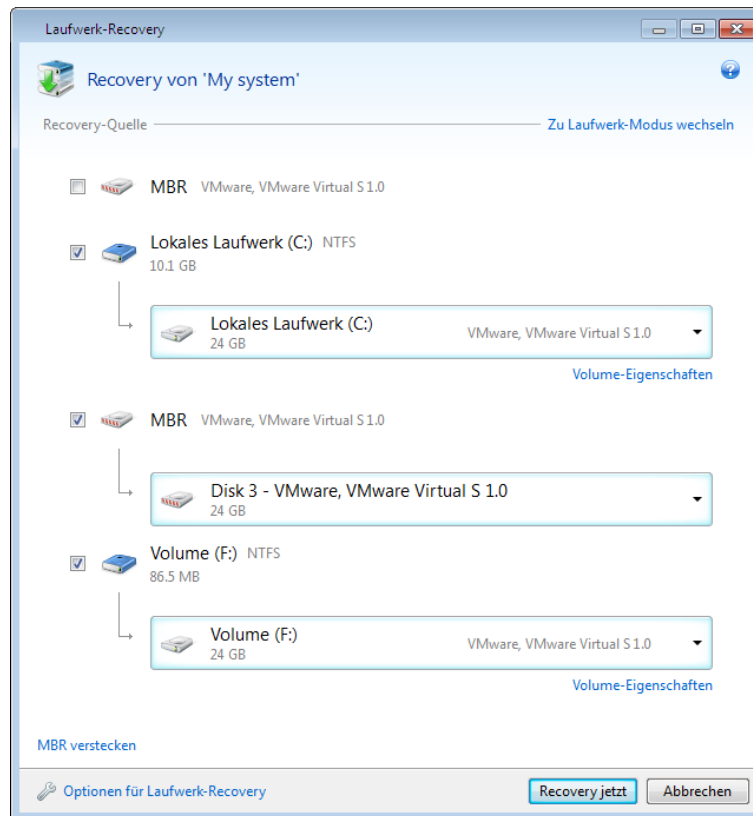 Laufwerk-Recovery
Recovery von 'My system'
Recovery-Quelle
Zu Laufwerk-Modus wechseln
MBR VMware, VMware Virtual S 1.0
Lokales Laufwerk (C:) NTFS
10.1 GB
Lokales Laufwerk (C:) VMware, VMware Virtual S 1.0
24 GB
Volume-Eigenschaften
MBR VMware, VMware Virtual S 1.0
Disk 3 - VMware, VMware Virtual S 1.0
24 GB
Volume (F:) NTFS
86.5 MB
Volume (F:) VMware, VMware Virtual S 1.0
24 GB
Volume-Eigenschaften
MBR verstecken
Optionen für Laufwerk-Recovery
Recovery jetzt
Abbrechen